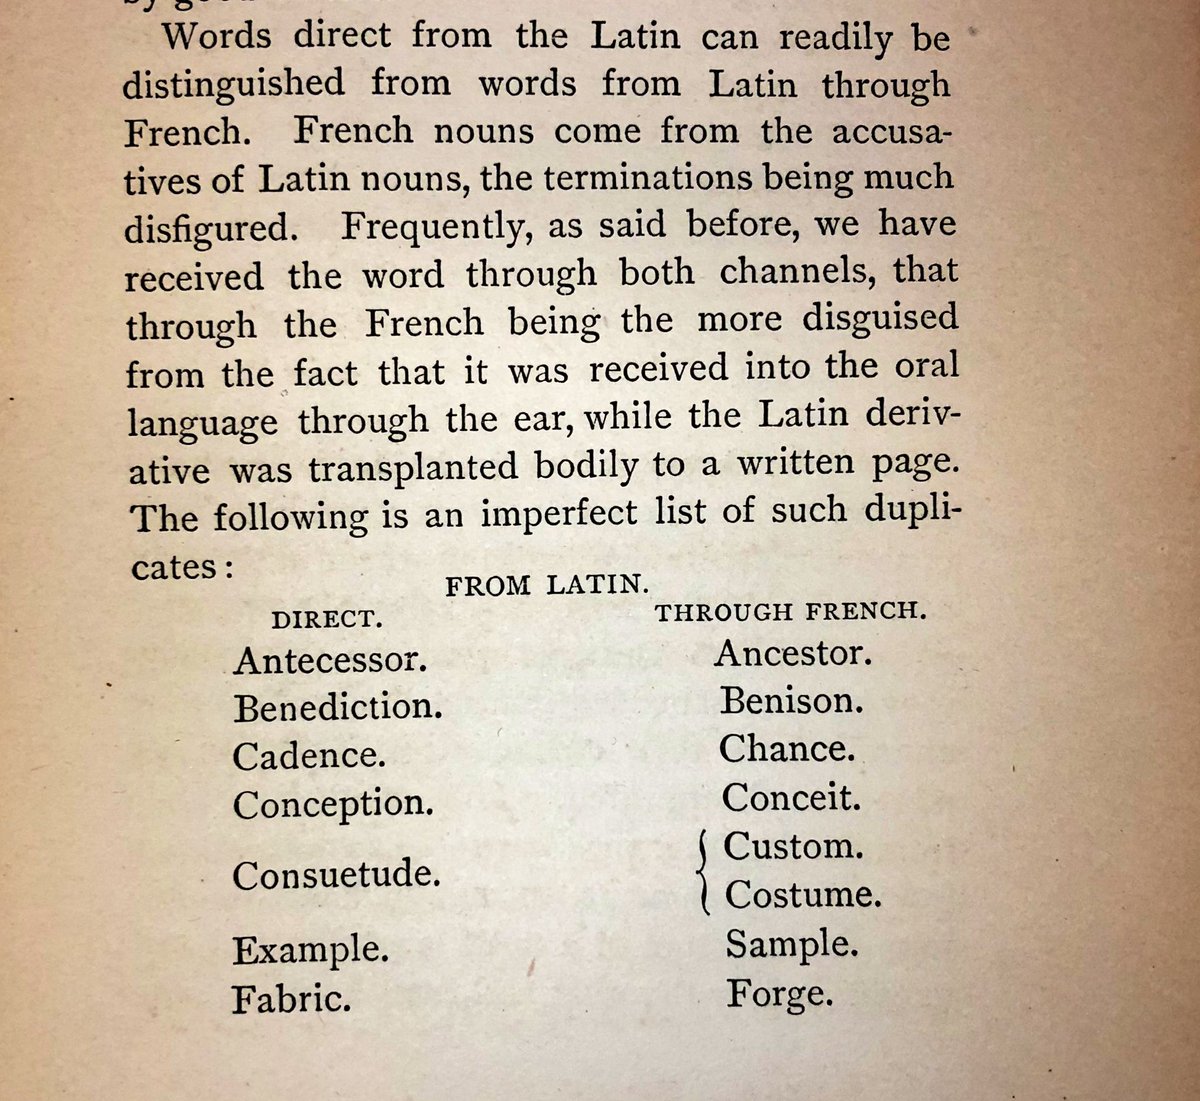 Words direct from the Latin can readily be
distinguished from words from Latin through
French. French nouns come from the accusa-
tives of Latin nouns, the terminations being much
disfigured. Frequently, as said before, we have
received the word through both channels, that
through the French being the more disguised
from the fact that it was received into the oral
language through the ear, while the Latin deriv-
ative was transplanted bodily to a written page.
The following is an imperfect list of such dupli-
cates:
FROM LATIN.
DIRECT. THROUGH FRENCH.
Antecessor. Ancestor.
Benediction. Benison.
Cadence. Chance.
Conception. Conceit.
Consuetude. { Custom.
Costume.
Example. Sample.
Fabric. Forge.